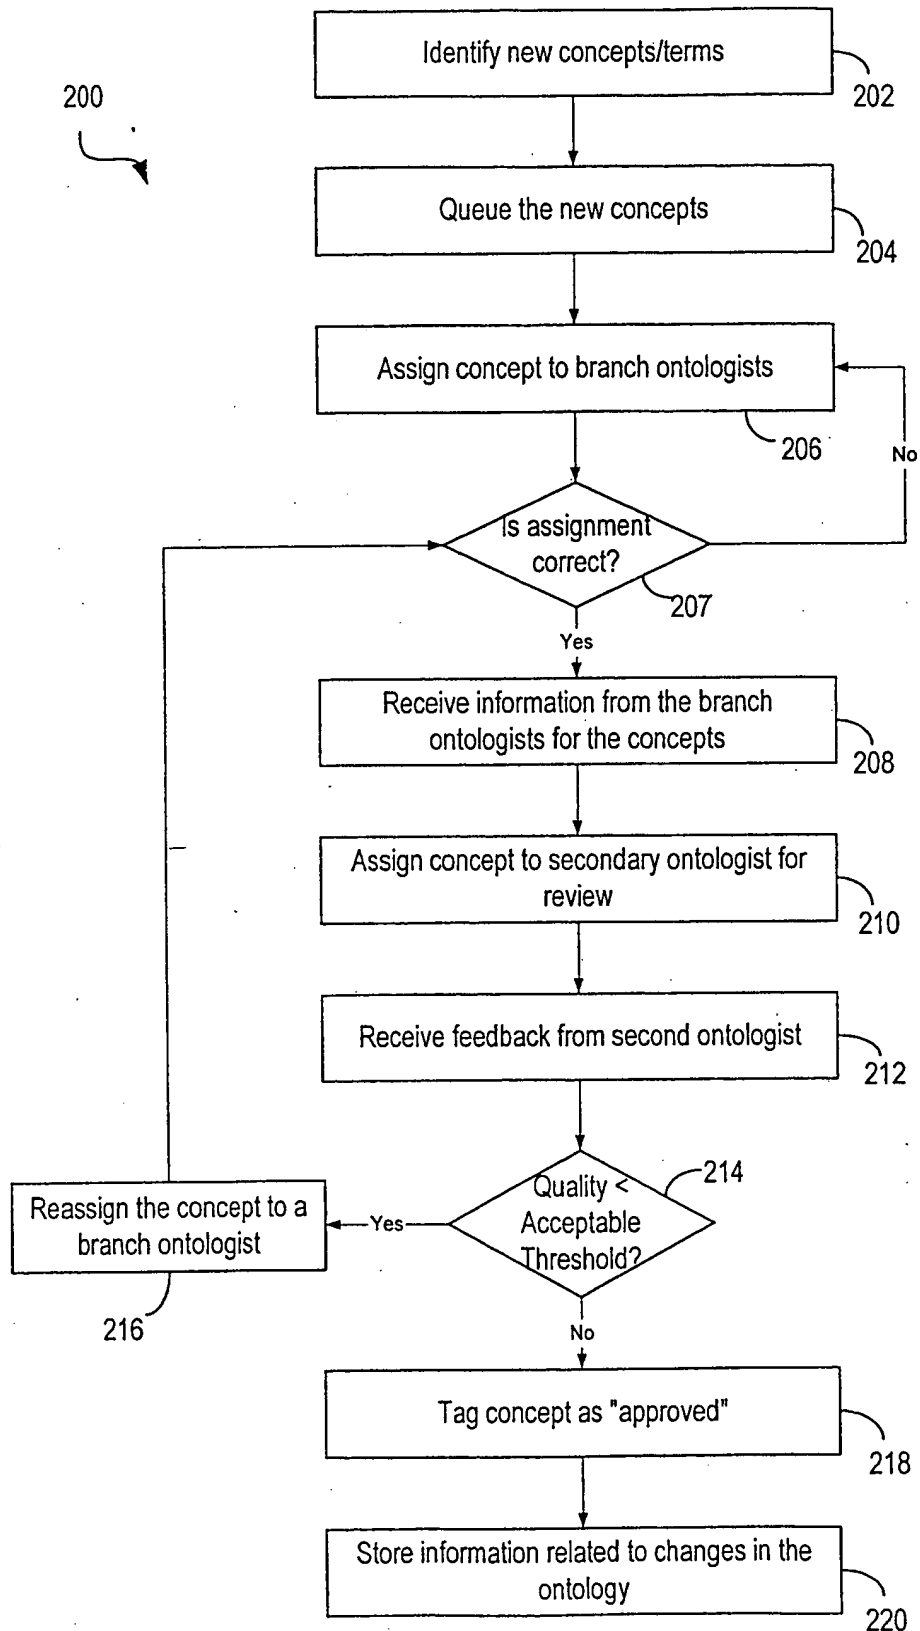 Identify new concepts/terms
202
200
Queue the new concepts
204
Assign concept to branch ontologists
206
No
Is assignment
correct?
207
Yes
Receive information from the branch
ontologists for the concepts
208
Assign concept to secondary ontologist for
review
210
Receive feedback from second ontologist
212
214
Quality <
Acceptable
Threshold?
Yes
Reassign the concept to a
branch ontologist
216
No
Tag concept as "approved"
218
Store information related to changes in the
ontology
220